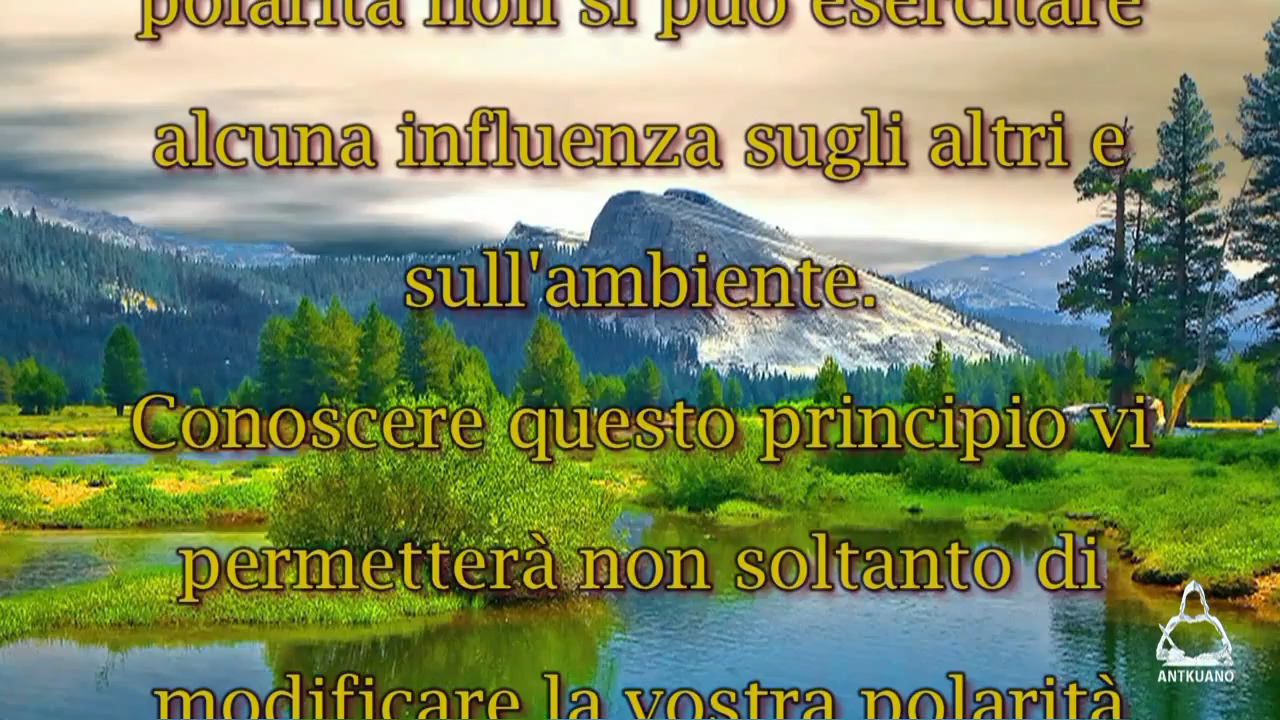 polarità non si può esercitare
alcuna influenza sugli altri e
sull'ambiente.
Conoscere questo principio vi
permetterà non soltanto di
modificare la vostra polarità
ANTKUANO